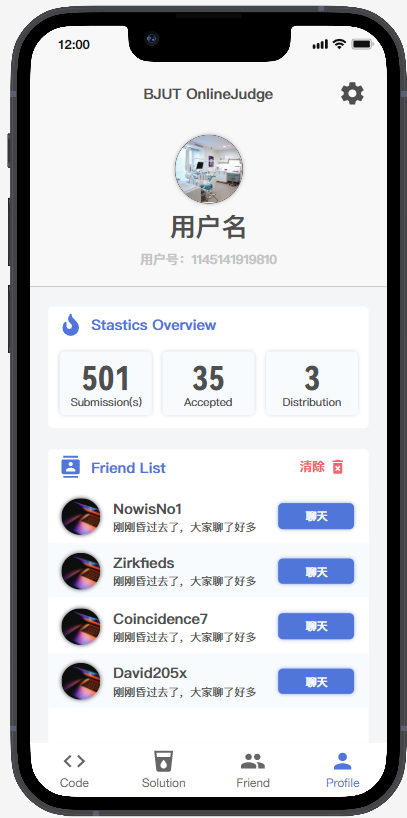 12:00
BJUT OnlineJudge
用户名
用户号：1145141919810
Stastics Overview
501
Submission(s)
35
Accepted
3
Distribution
Friend List
清除
NowisNo1
刚刚昏过去了，大家聊了好多
聊天
Zirkfieds
刚刚昏过去了，大家聊了好多
聊天
Coincidence7
刚刚昏过去了，大家聊了好多
聊天
David205x
刚刚昏过去了，大家聊了好多
聊天
Code
Solution
Friend
Profile